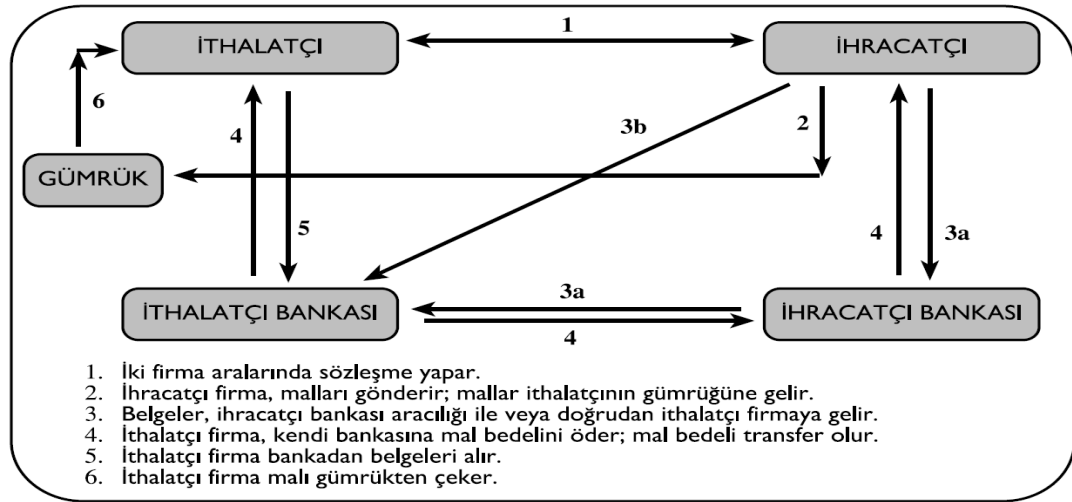 1
İTHALATÇI
İHRACATÇI
6
4
3b
2
GÜMRÜK
5
4
3a
3a
İTHALATÇI BANKASI
İHRACATÇI BANKASI
4
1. İki firma aralarında sözleşme yapar.
2. İhracatçı firma, malları gönderir; mallar ithalatçının gümrüğüne gelir.
3. Belgeler, ihracatçı bankası aracılığı ile veya doğrudan ithalatçı firmaya gelir.
4. İthalatçı firma, kendi bankasına mal bedelini öder; mal bedeli transfer olur.
5. İthalatçı firma bankadan belgeleri alır.
6. İthalatçı firma malı gümrükten çeker.